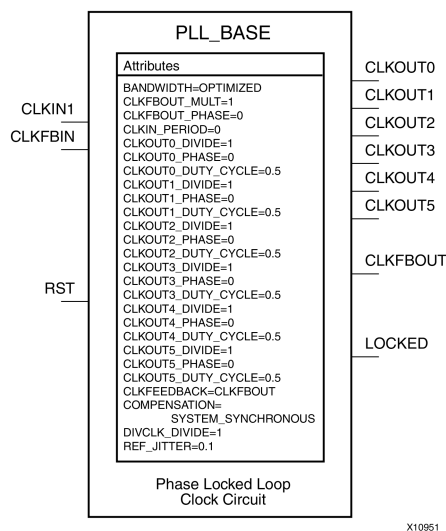 PLL_BASE
Attributes
BANDWIDTH=OPTIMIZED
CLKFBOUT_MULT=1
CLKFBOUT_PHASE=0
CLKIN_PERIOD=0
CLKOUT0_DIVIDE=1
CLKOUT0_PHASE=0
CLKOUT0_DUTY_CYCLE=0.5
CLKOUT1_DIVIDE=1
CLKOUT1_PHASE=0
CLKOUT1_DUTY_CYCLE=0.5
CLKOUT2_DIVIDE=1
CLKOUT2_PHASE=0
CLKOUT2_DUTY_CYCLE=0.5
CLKOUT3_DIVIDE=1
CLKOUT3_PHASE=0
CLKOUT3_DUTY_CYCLE=0.5
CLKOUT4_DIVIDE=1
CLKOUT4_PHASE=0
CLKOUT4_DUTY_CYCLE=0.5
CLKOUT5_DIVIDE=1
CLKOUT5_PHASE=0
CLKOUT5_DUTY_CYCLE=0.5
CLKFEEDBACK=CLKFBOUT
COMPENSATION=
SYSTEM_SYNCHRONOUS
DIVCLK_DIVIDE=1
REF_JITTER=0.1
CLKIN1
CLKFBIN
RST
CLKOUT0
CLKOUT1
CLKOUT2
CLKOUT3
CLKOUT4
CLKOUT5
CLKFBOUT
LOCKED
Phase Locked Loop
Clock Circuit
X10951